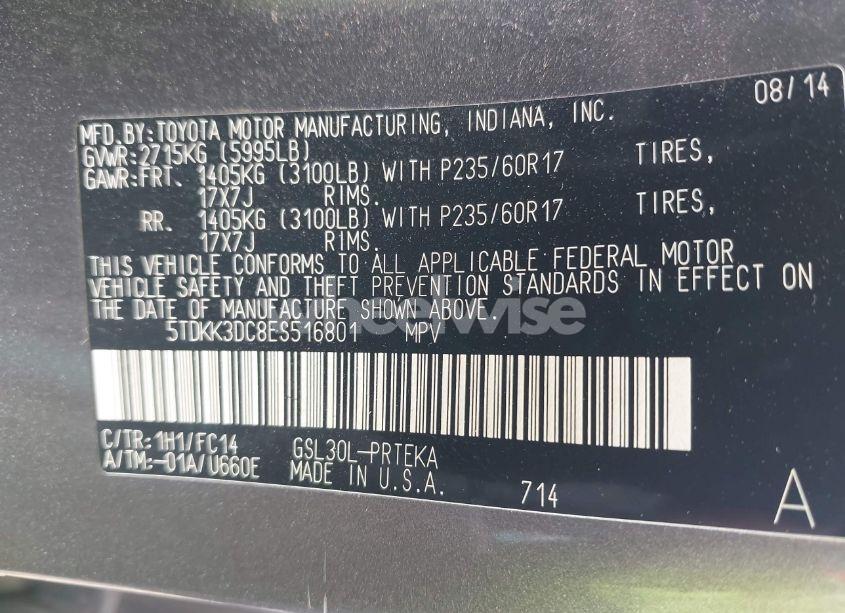 08/14
MFD.BY:TOYOTA MOTOR MANUFACTURING, INDIANA, INC.
GVWR:2715KG (5995LB)
GAWR:FRT. 1405KG (3100LB) WITH P235/60R17 TIRES,
17X7J RIMS.
RR. 1405KG (3100LB) WITH P235/60R17 TIRES,
17X7J RIMS.
THIS VEHICLE CONFORMS TO ALL APPLICABLE FEDERAL MOTOR
VEHICLE SAFETY AND THEFT PREVENTION STANDARDS IN EFFECT ON
THE DATE OF MANUFACTURE SHOWN ABOVE.
wheelwise
5TDKK3DC8ES516801 MPV
C/TR: 1H1/FC14 GSL30L-PRTEKA
A/TM:-01A/U660E MADE IN U.S.A. 714
A